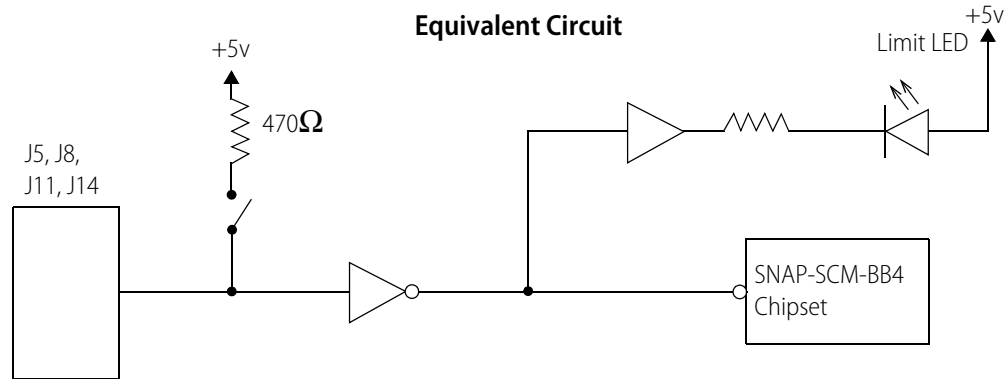 Equivalent Circuit
+5v
Limit LED
+5v
470Ω
J5, J8,
J11, J14
SNAP-SCM-BB4
Chipset